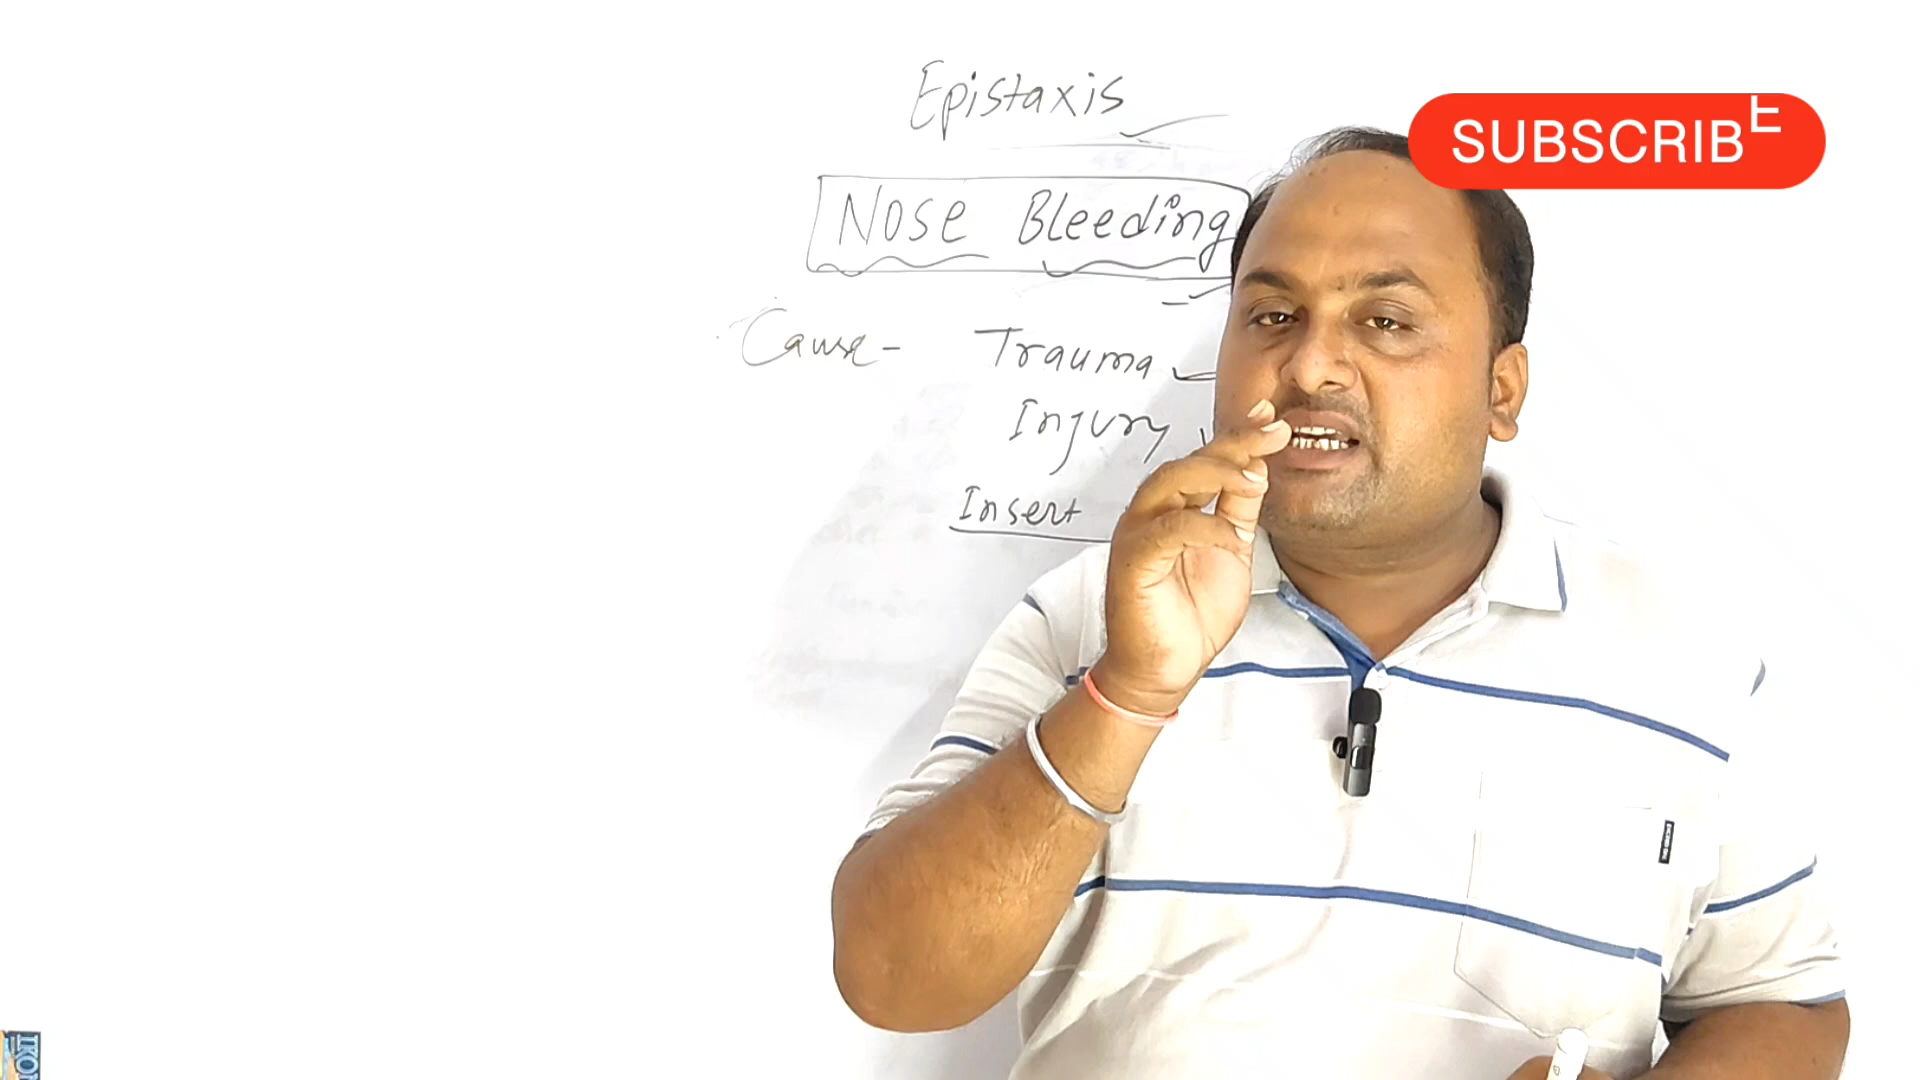 Epistaxis
SUBSCRIBE
Nose Bleeding
Cause - Trauma
Injury
Insert